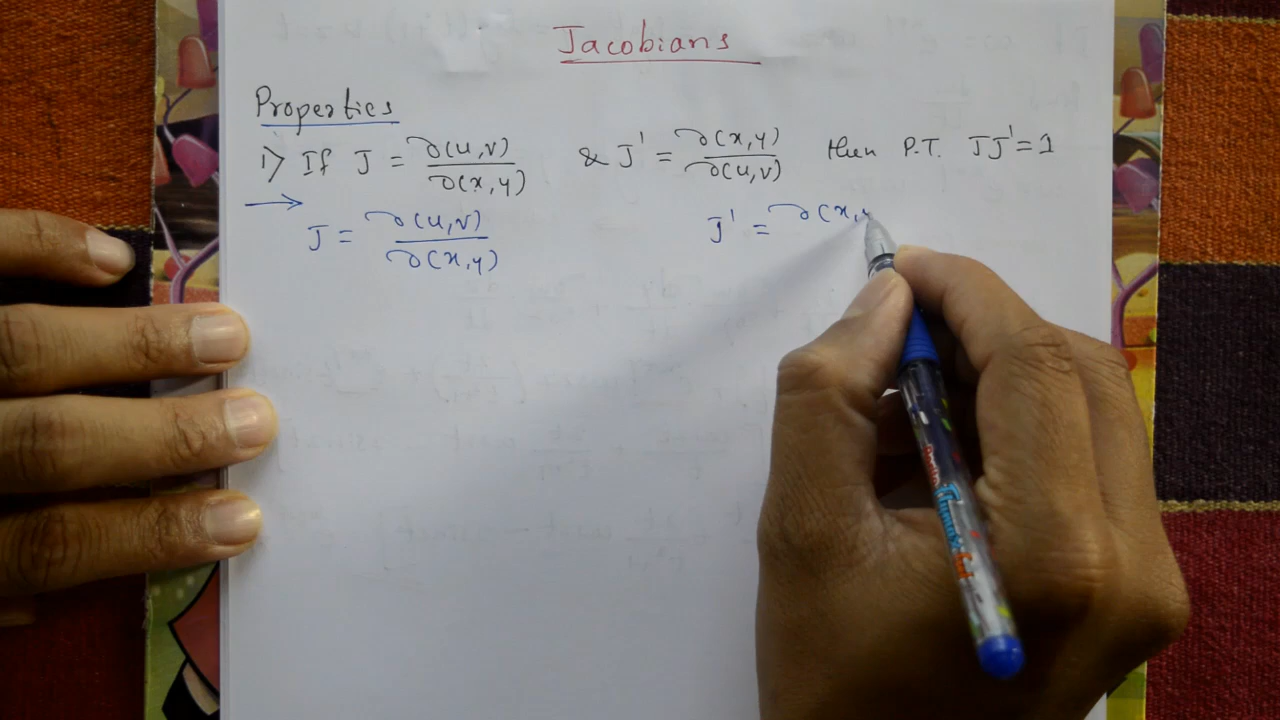 Jacobians
Properties
1) If J = ∂(u,v)/∂(x,y) & J' = ∂(x,y)/∂(u,v) then P.T. JJ'=1
→ J = ∂(u,v)/∂(x,y) J' = ∂(x,y